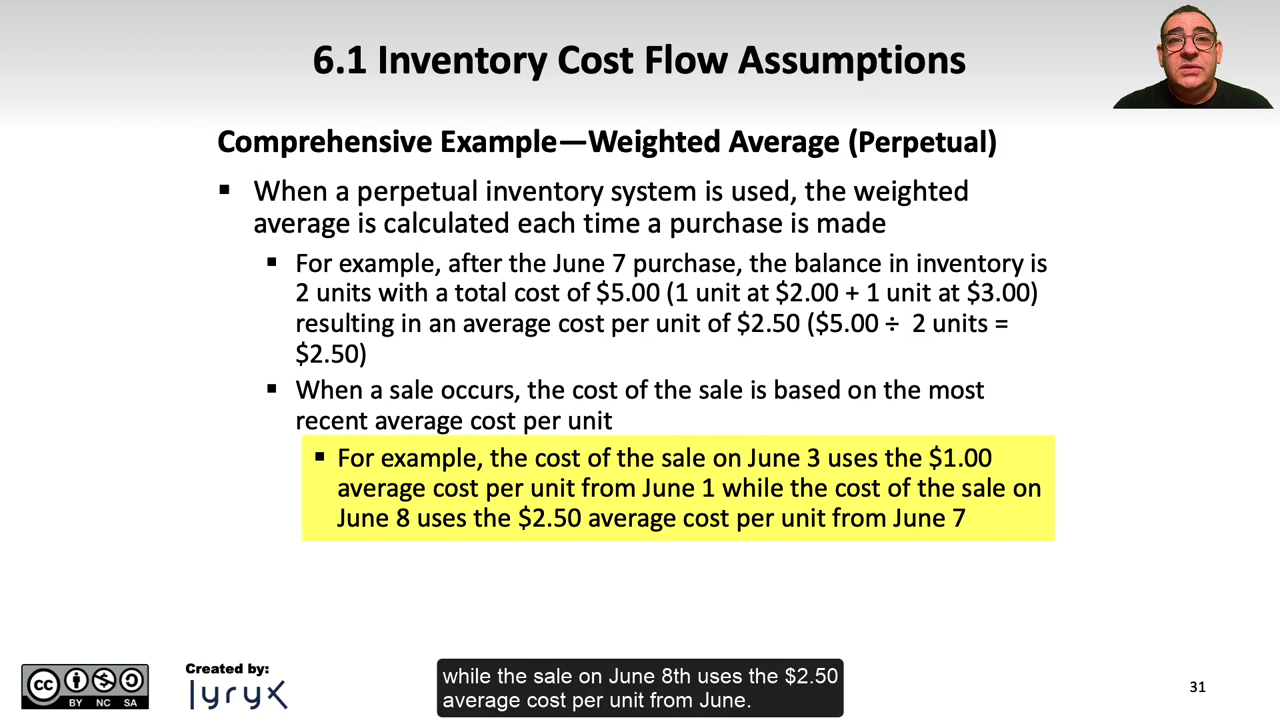 6.1 Inventory Cost Flow Assumptions
Comprehensive Example—Weighted Average (Perpetual)
▪ When a perpetual inventory system is used, the weighted
average is calculated each time a purchase is made
▪ For example, after the June 7 purchase, the balance in inventory is
2 units with a total cost of $5.00 (1 unit at $2.00 + 1 unit at $3.00)
resulting in an average cost per unit of $2.50 ($5.00 ÷ 2 units =
$2.50)
▪ When a sale occurs, the cost of the sale is based on the most
recent average cost per unit
▪ For example, the cost of the sale on June 3 uses the $1.00
average cost per unit from June 1 while the cost of the sale on
June 8 uses the $2.50 average cost per unit from June 7
cc
BY NC SA
Created by:
lyryx
while the sale on June 8th uses the $2.50
average cost per unit from June.
31